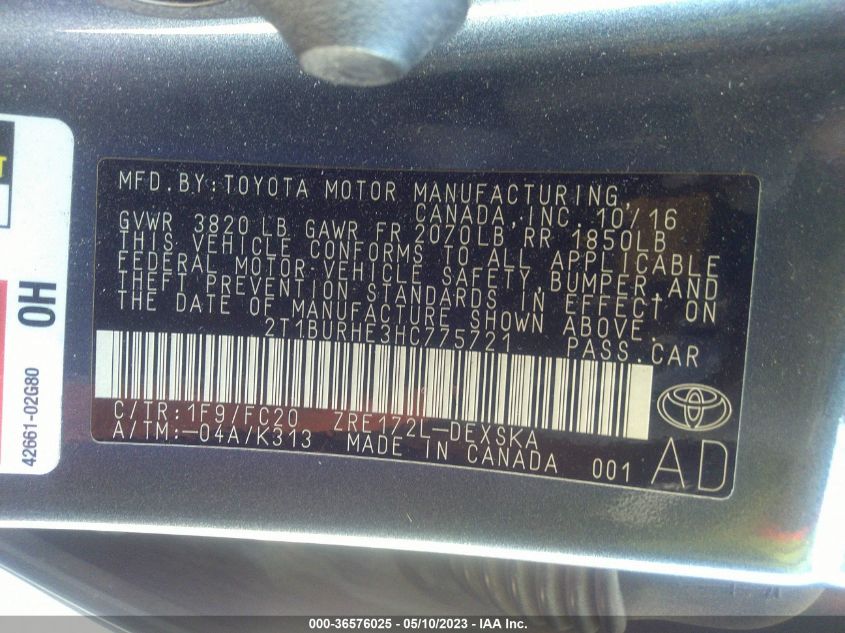 MFD.BY:TOYOTA MOTOR MANUFACTURING,
CANADA,INC.10/16
GVWR 3820 LB GAWR FR 2070LB RR 1850LB
THIS VEHICLE CONFORMS TO ALL APPLICABLE
FEDERAL MOTOR VEHICLE SAFETY,BUMPER,AND
THEFT PREVENTION STANDARDS IN EFFECT ON
THE DATE OF MANUFACTURE SHOWN ABOVE.
2T1BURHE3HC775721 PASS.CAR
C/TR:1F9/FC20 ZRE172L-DEXSKA
A/TM:-04A/K313 MADE IN CANADA 001
AD
T
OH
42661-02G80
000-36576025 - 05/10/2023 - IAA Inc.